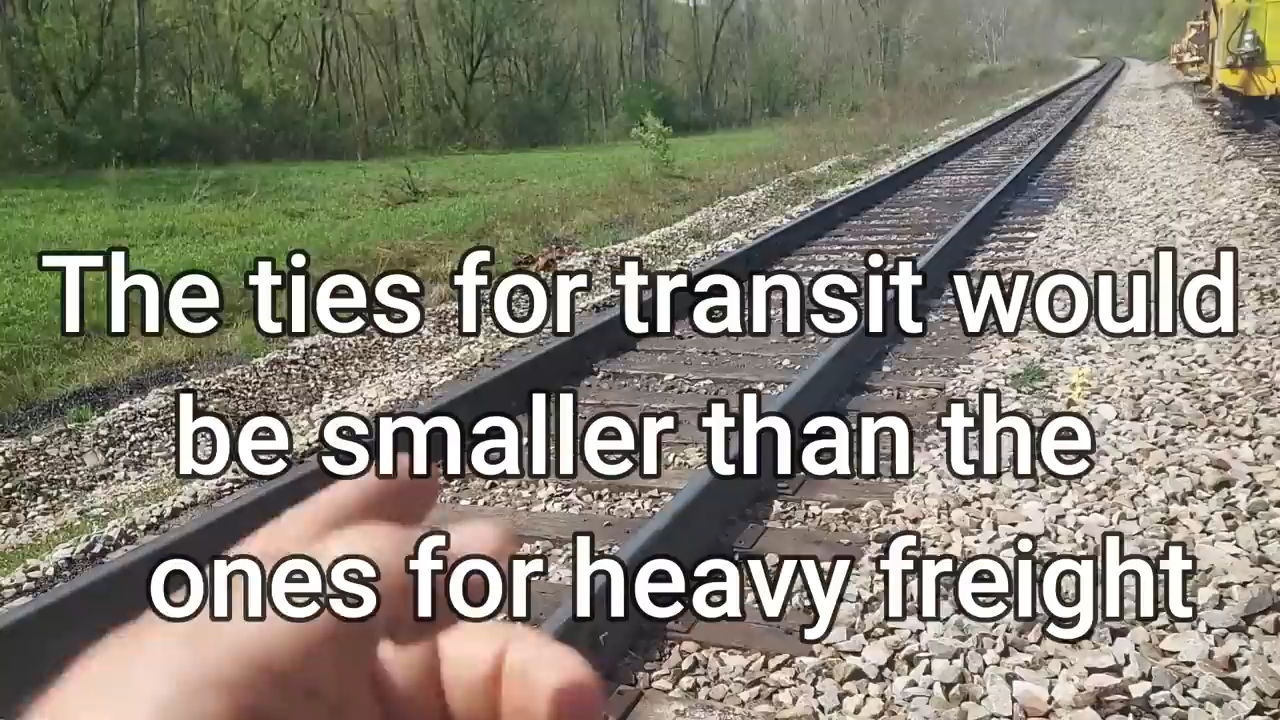 The ties for transit would
be smaller than the
ones for heavy freight